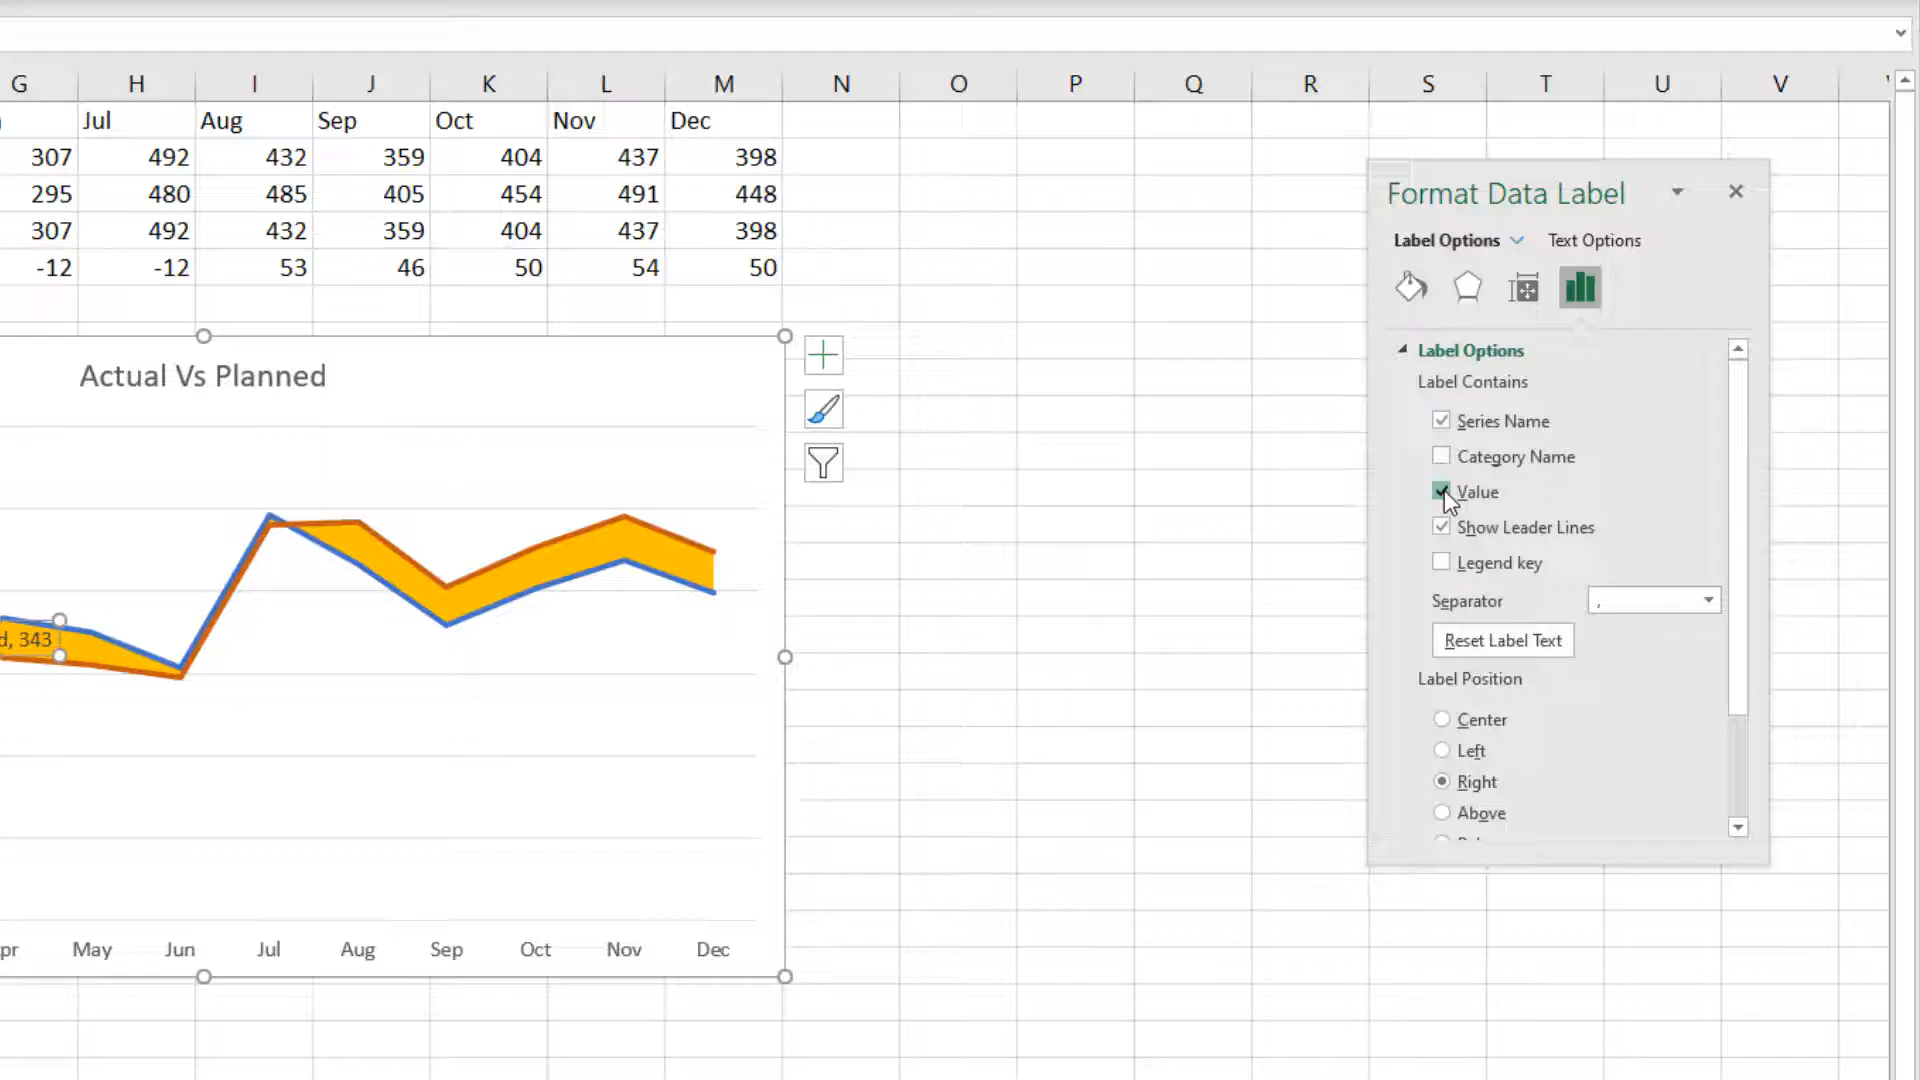 G H I J K L M N O P Q R S T U V
Jul Aug Sep Oct Nov Dec
307 492 432 359 404 437 398
295 480 485 405 454 491 448
307 492 432 359 404 437 398
-12 -12 53 46 50 54 50
Actual Vs Planned
d, 343
May Jun Jul Aug Sep Oct Nov Dec
Format Data Label
Label Options Text Options
Label Options
Label Contains
Series Name
Category Name
Value
Show Leader Lines
Legend key
Separator ,
Reset Label Text
Label Position
Center
Left
Right
Above